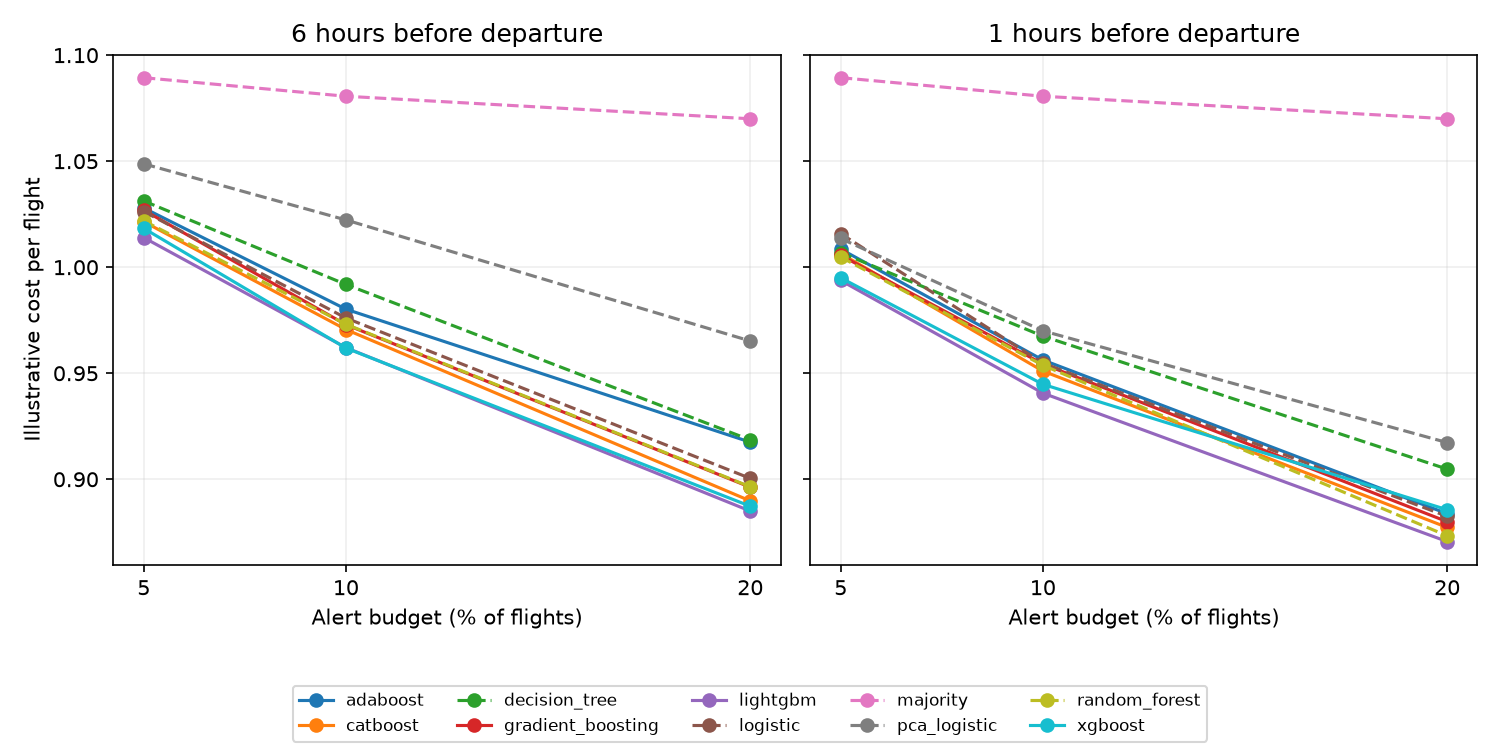 6 hours before departure
1 hours before departure
Illustrative cost per flight
1.10
1.05
1.00
0.95
0.90
5 10 20
5 10 20
Alert budget (% of flights)
Alert budget (% of flights)
adaboost decision_tree lightgbm majority random_forest
catboost gradient_boosting logistic pca_logistic xgboost